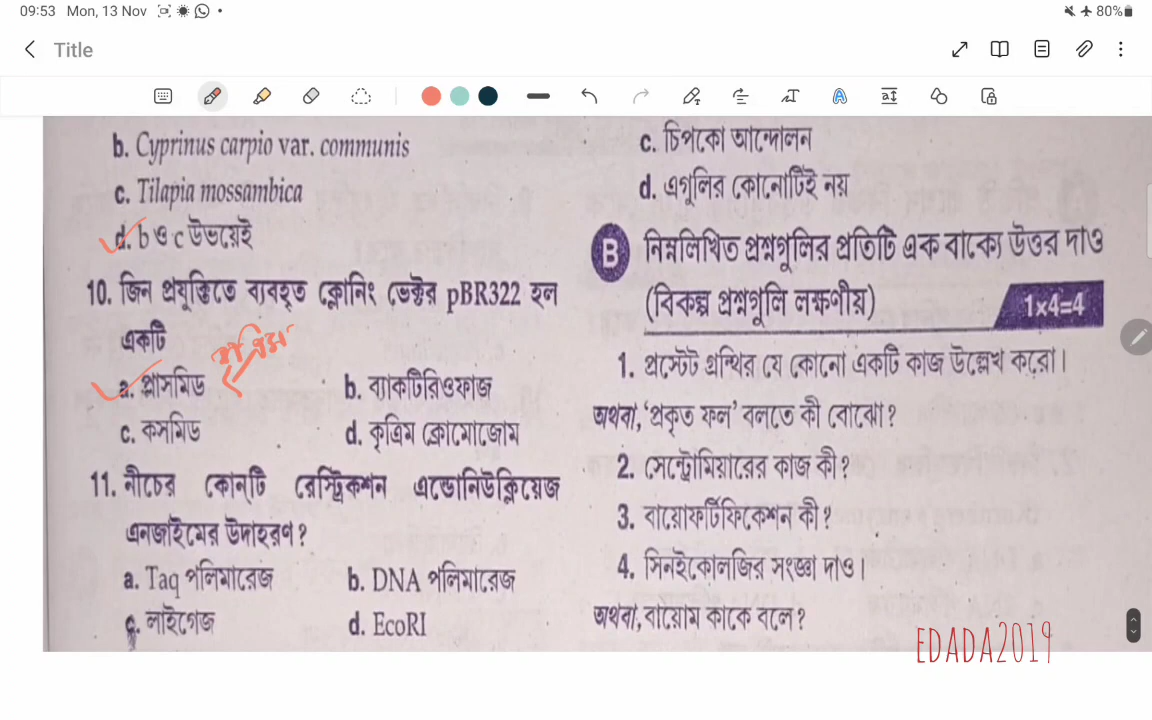 09:53 Mon, 13 Nov
80%
Title
b. Cyprinus carpio var. communis
c. Tilapia mossambica
d. b ও c উভয়েই
10. জিন প্রযুক্তিতে ব্যবহৃত ক্লোনিং ভেক্টর pBR322 হল
একটি
a. প্লাসমিড
b. ব্যাকটিরিওফাজ
c. কসমিড
d. কৃত্রিম ক্রোমোজোম
11. নীচের কোন্‌টি রেস্ট্রিকশন এন্ডোনিউক্লিয়েজ
এনজাইমের উদাহরণ?
a. Taq পলিমারেজ
b. DNA পলিমারেজ
c. লাইগেজ
d. EcoRI
c. চিপকো আন্দোলন
d. এগুলির কোনোটিই নয়
B নিম্নলিখিত প্রশ্নগুলির প্রতিটি এক বাক্যে উত্তর দাও
(বিকল্প প্রশ্নগুলি লক্ষণীয়)
1x4=4
1. প্রস্টেট গ্রন্থির যে কোনো একটি কাজ উল্লেখ করো।
অথবা, ‘প্রকৃত ফল’ বলতে কী বোঝো?
2. সেন্ট্রোমিয়ারের কাজ কী?
3. বায়োফর্টিফিকেশন কী?
4. সিনইকোলজির সংজ্ঞা দাও।
অথবা, বায়োম কাকে বলে?
EDADA2019